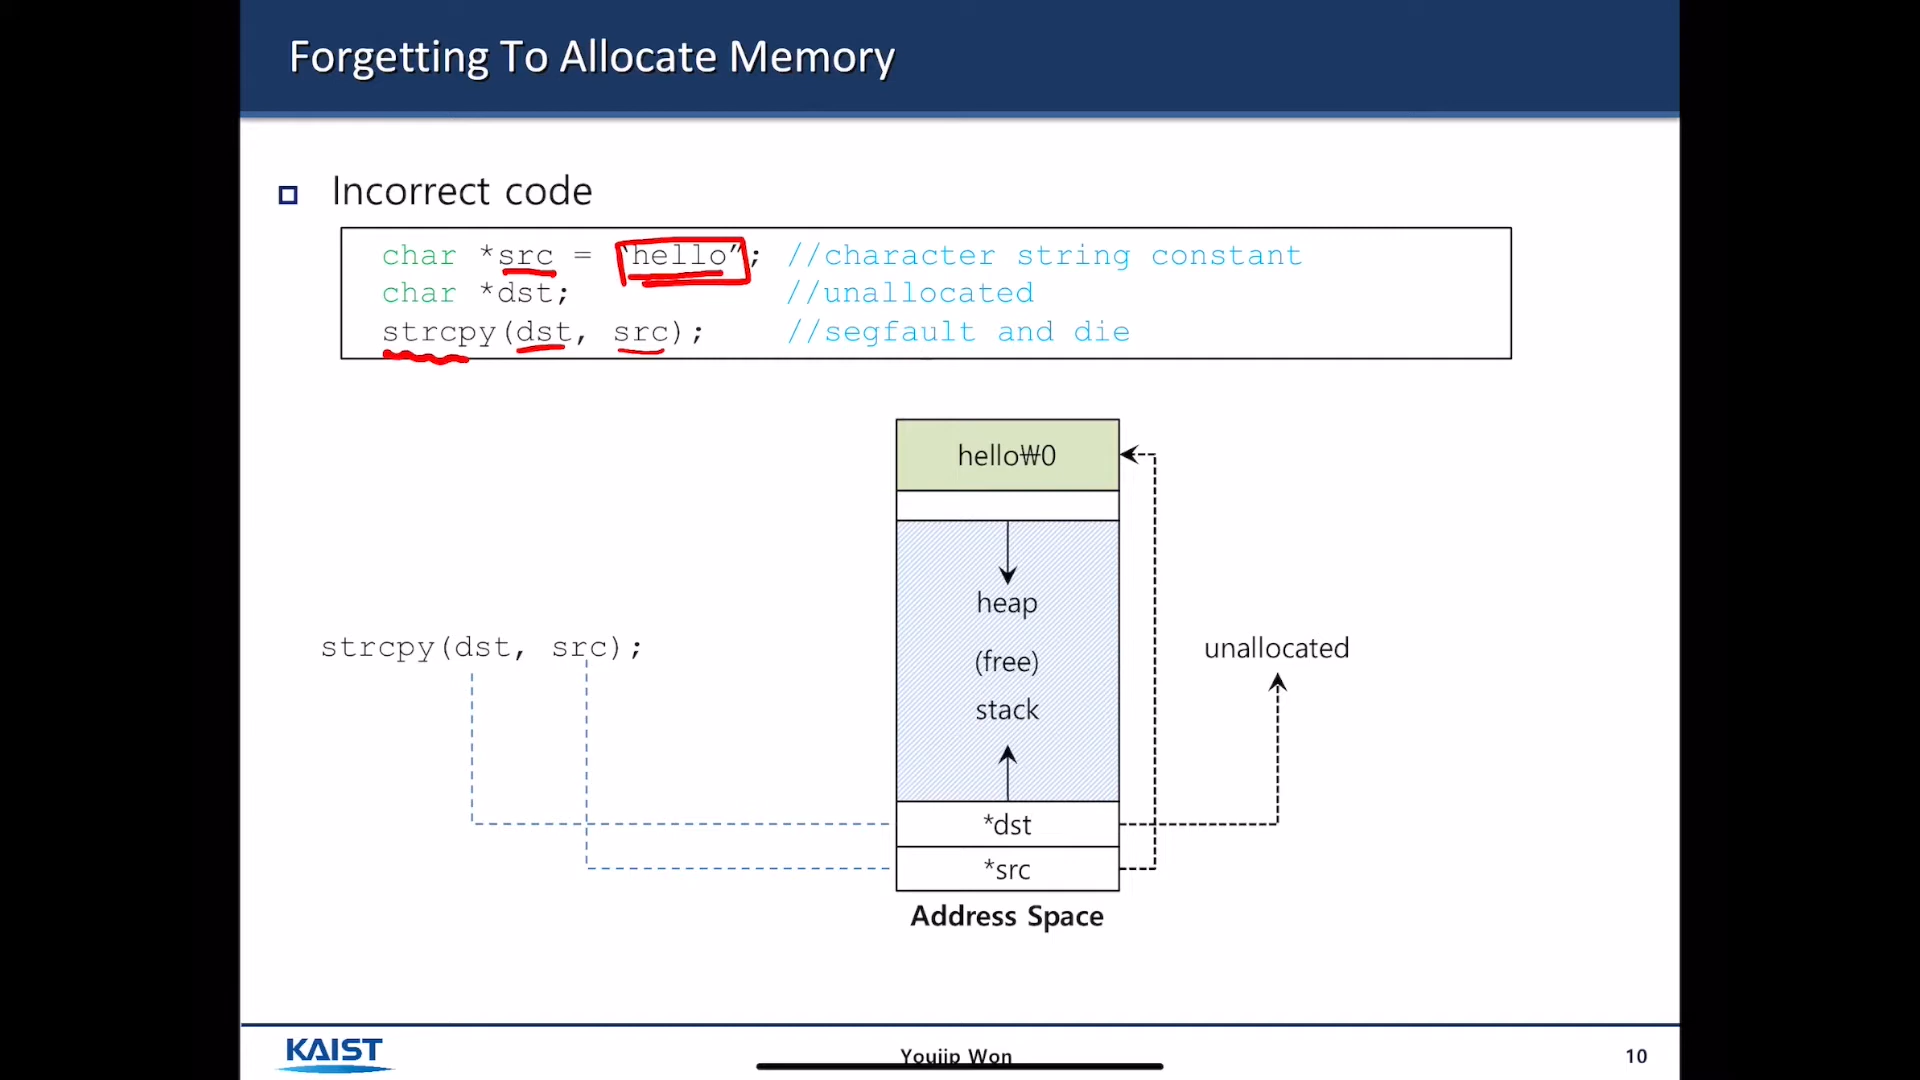 Forgetting To Allocate Memory
Incorrect code
char *src = "hello"; //character string constant
char *dst; //unallocated
strcpy(dst, src); //segfault and die
hello₩0
heap
(free)
stack
strcpy(dst, src);
unallocated
*dst
*src
Address Space
KAIST
Youjip Won
10